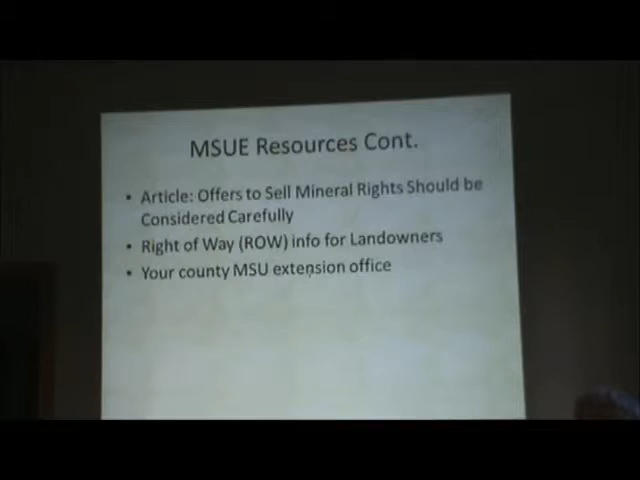 MSUE Resources Cont.
• Article: Offers to Sell Mineral Rights Should be
Considered Carefully
• Right of Way (ROW) info for Landowners
• Your county MSU extension office